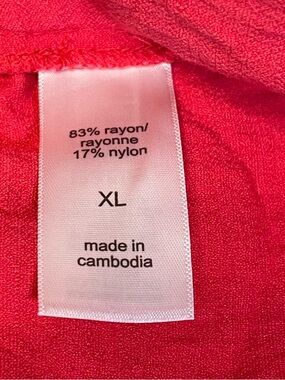 83% rayon/
rayonne
17% nylon
XL
made in
cambodia